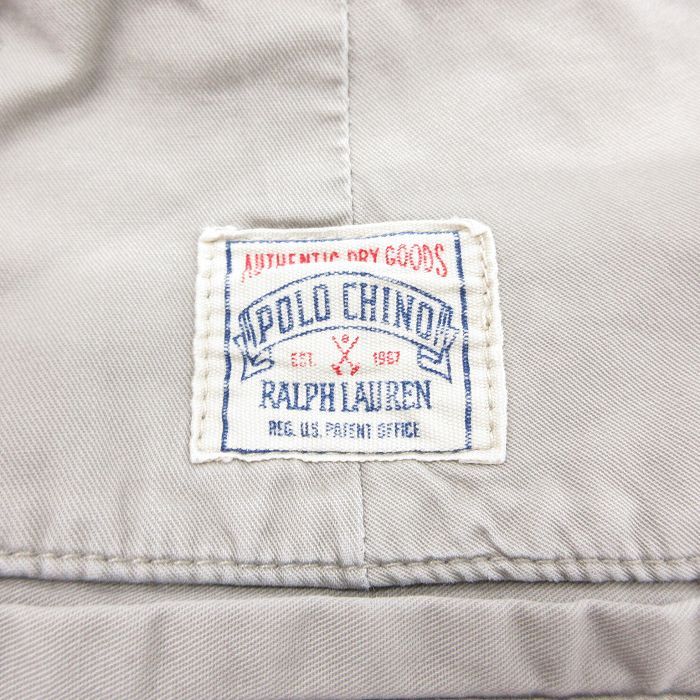 AUTHENTIC DRY GOODS
POLO CHINO
EST. 1967
RALPH LAUREN
REG. U.S. PATENT OFFICE